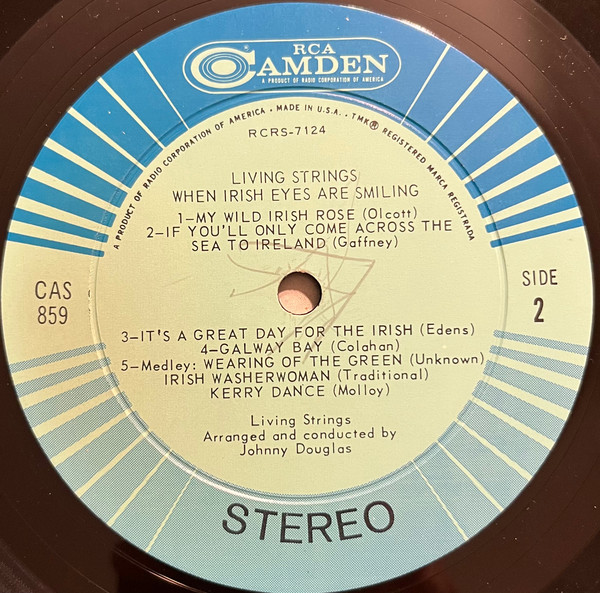 RCA
CAMDEN
A PRODUCT OF RADIO CORPORATION OF AMERICA
A PRODUCT OF RADIO CORPORATION OF AMERICA • MADE IN U.S.A. • TMK® REGISTERED MARCA REGISTRADA
RCRS-7124
LIVING STRINGS
WHEN IRISH EYES ARE SMILING
1—MY WILD IRISH ROSE (Olcott)
2—IF YOU'LL ONLY COME ACROSS THE
SEA TO IRELAND (Gaffney)
CAS
859
SIDE
2
3—IT'S A GREAT DAY FOR THE IRISH (Edens)
4—GALWAY BAY (Colahan)
5—Medley: WEARING OF THE GREEN (Unknown)
IRISH WASHERWOMAN (Traditional)
KERRY DANCE (Molloy)
Living Strings
Arranged and conducted by
Johnny Douglas
STEREO